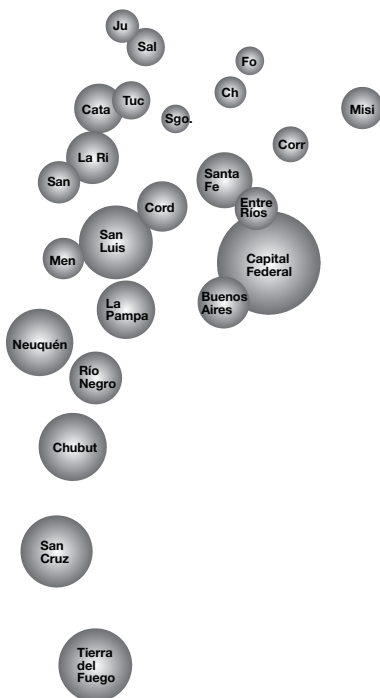 Ju
Sal
Fo
Ch
Misi
Cata
Tuc
Sgo.
Corr
La Ri
San
Santa
Fe
Cord
Entre
Ríos
San
Luis
Men
Capital
Federal
Buenos
Aires
La
Pampa
Neuquén
Río
Negro
Chubut
San
Cruz
Tierra
del
Fuego